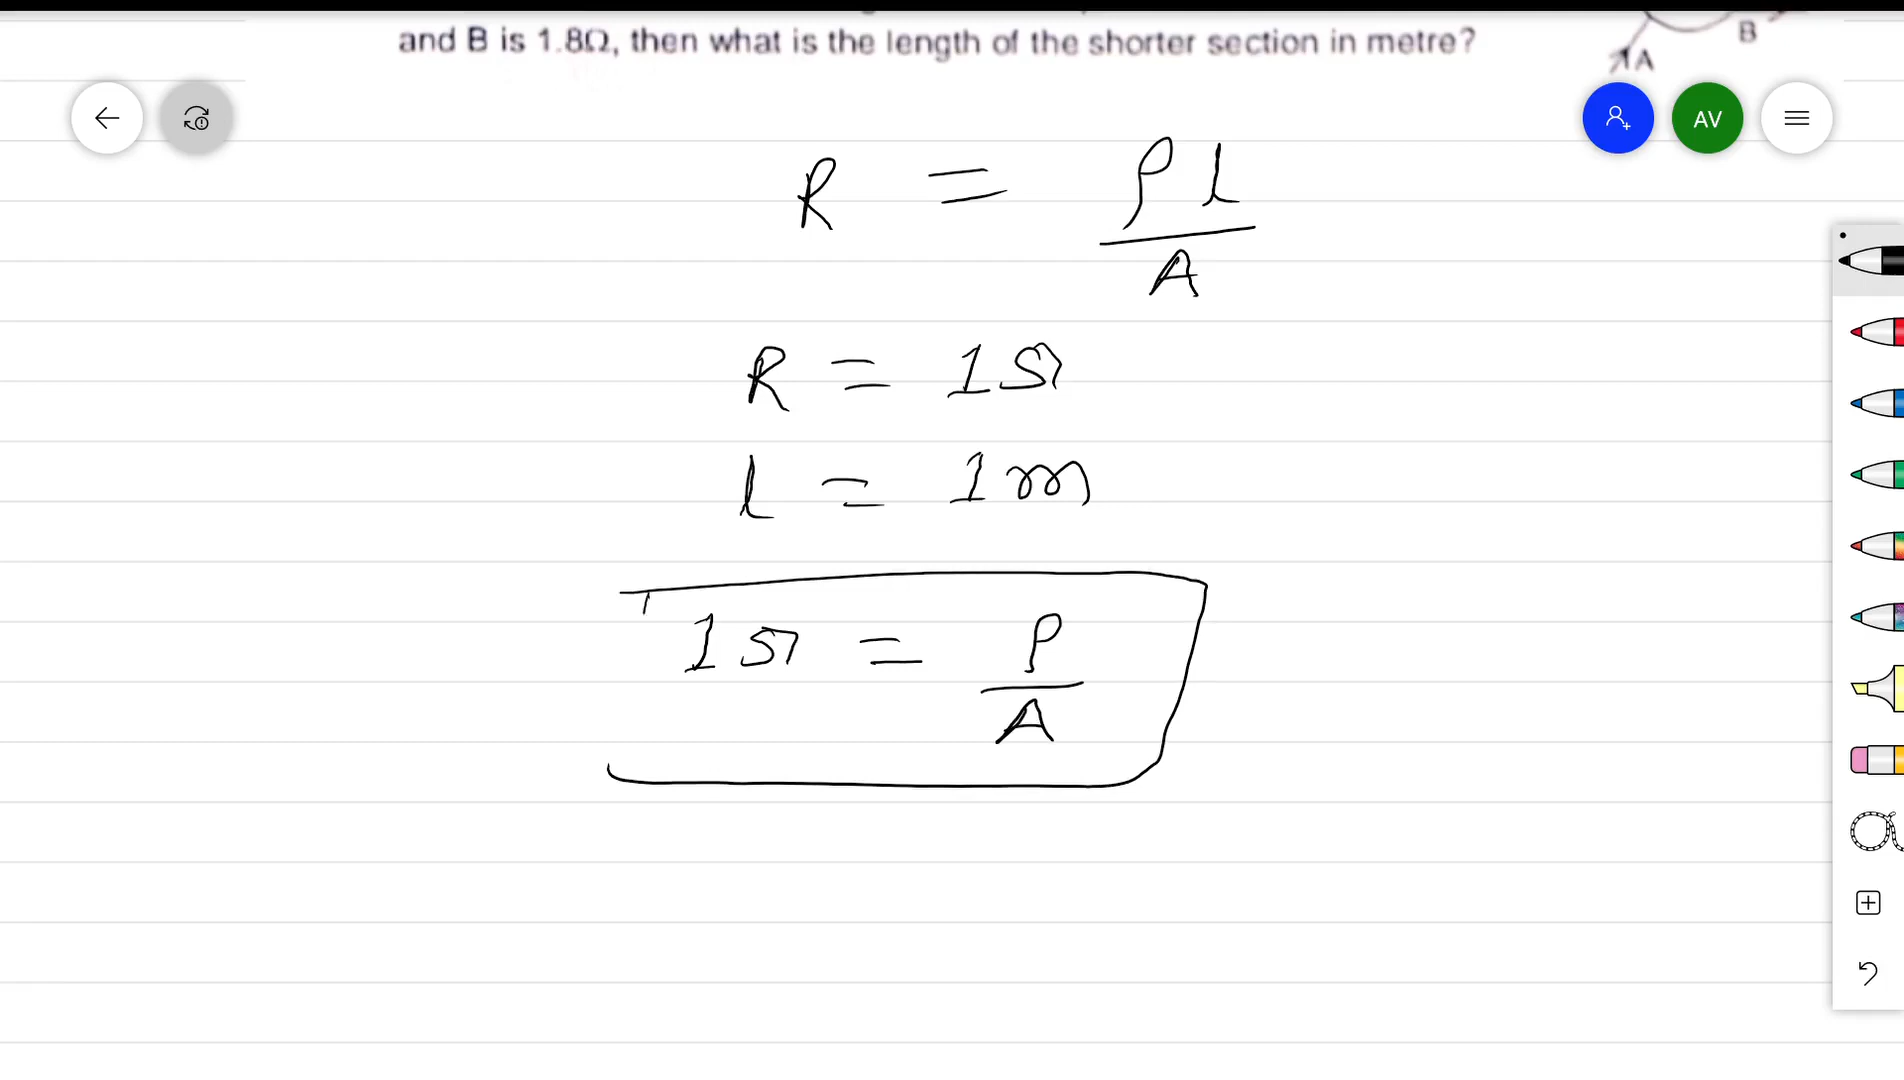 and B is 1.8Ω, then what is the length of the shorter section in metre?
B
A
AV
R = ρl
A
R = 1Ω
l = 1m
1Ω = ρ
A